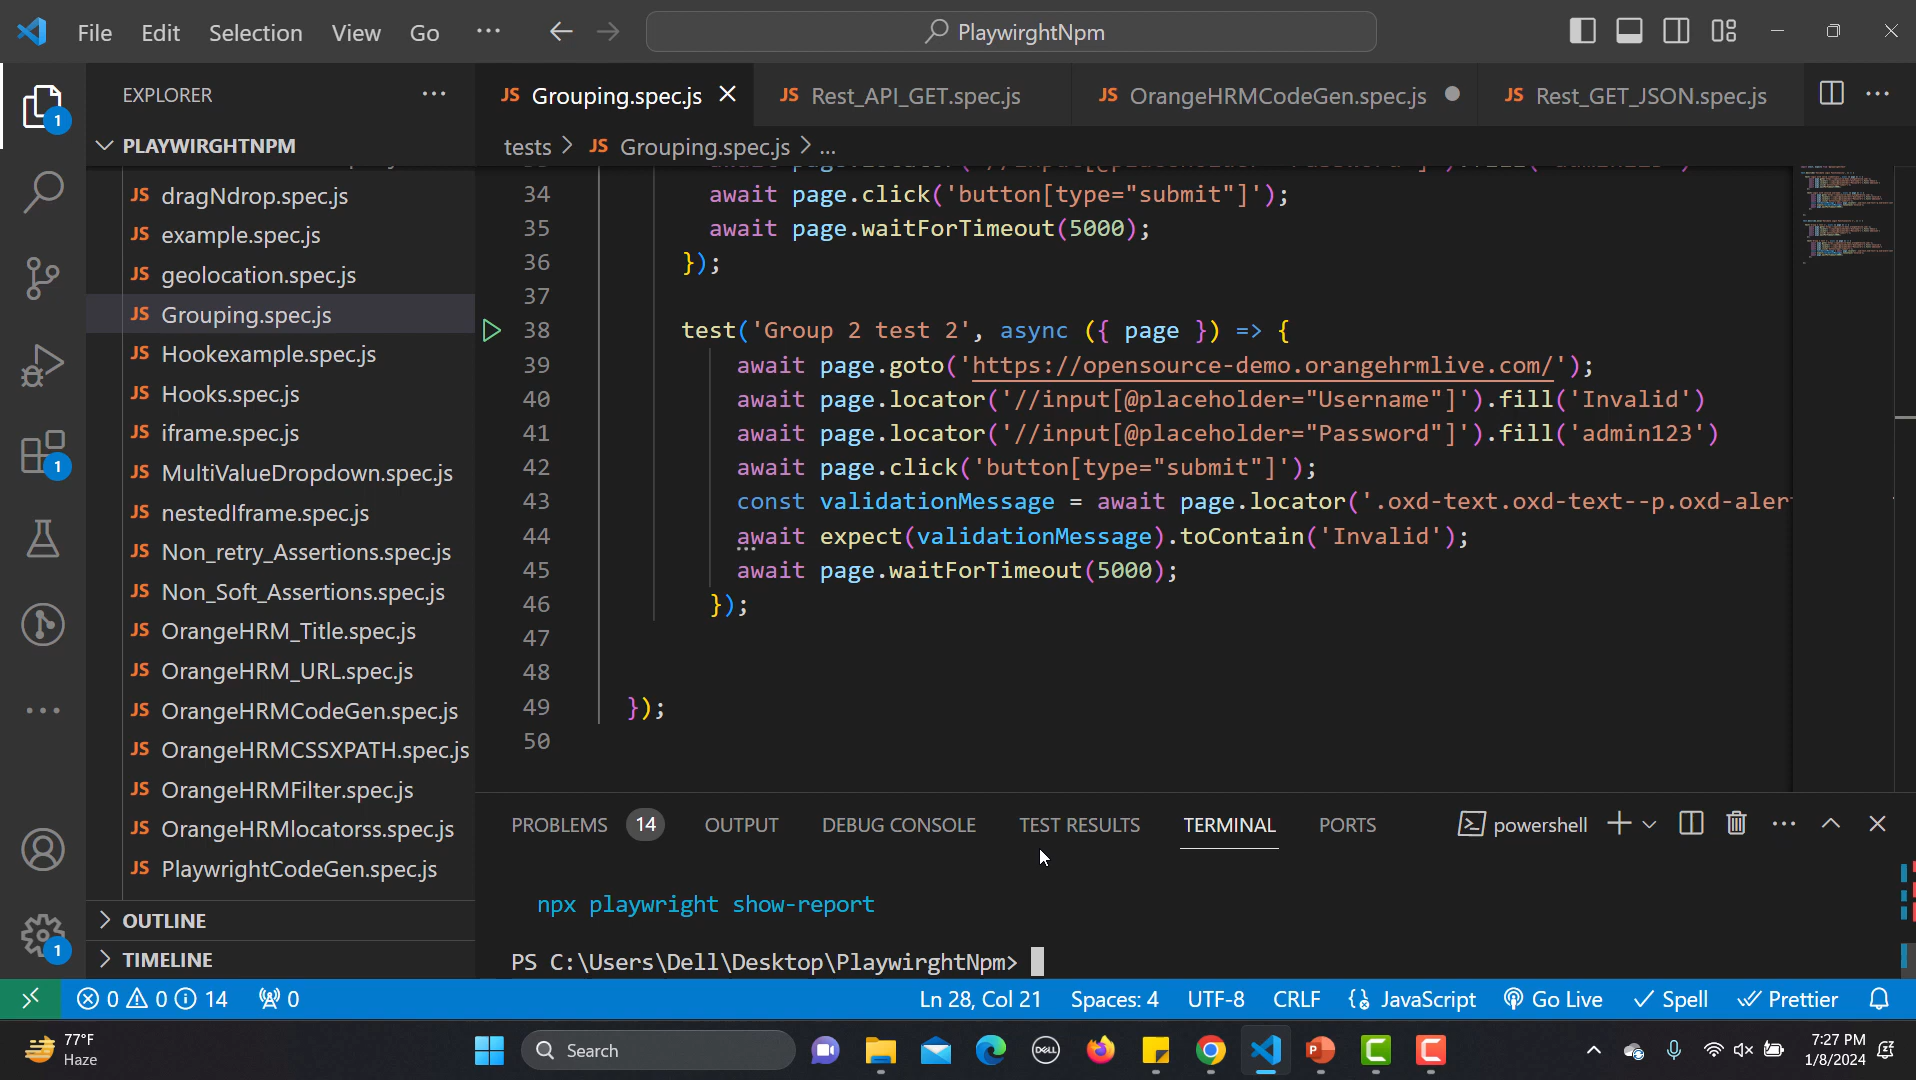 File Edit Selection View Go ··· PlaywirghtNpm
EXPLORER ···
JS Grouping.spec.js JS Rest_API_GET.spec.js JS OrangeHRMCodeGen.spec.js JS Rest_GET_JSON.spec.js ···
1
PLAYWIRGHTNPM
tests > JS Grouping.spec.js > ...
JS dragNdrop.spec.js
JS example.spec.js
JS geolocation.spec.js
JS Grouping.spec.js
JS Hookexample.spec.js
JS Hooks.spec.js
JS iframe.spec.js
JS MultiValueDropdown.spec.js
JS nestedIframe.spec.js
JS Non_retry_Assertions.spec.js
JS Non_Soft_Assertions.spec.js
JS OrangeHRM_Title.spec.js
JS OrangeHRM_URL.spec.js
JS OrangeHRMCodeGen.spec.js
JS OrangeHRMCSSXPATH.spec.js
JS OrangeHRMFilter.spec.js
JS OrangeHRMlocatorss.spec.js
JS PlaywrightCodeGen.spec.js
OUTLINE
TIMELINE
1
1
34 await page.click('button[type="submit"]');
35 await page.waitForTimeout(5000);
36 });
37
38 test('Group 2 test 2', async ({ page }) => {
39 await page.goto('https://opensource-demo.orangehrmlive.com/');
40 await page.locator('//input[@placeholder="Username"]').fill('Invalid')
41 await page.locator('//input[@placeholder="Password"]').fill('admin123')
42 await page.click('button[type="submit"]');
43 const validationMessage = await page.locator('.oxd-text.oxd-text--p.oxd-aler
44 await expect(validationMessage).toContain('Invalid');
45 await page.waitForTimeout(5000);
46 });
47
48
49 });
50
PROBLEMS 14 OUTPUT DEBUG CONSOLE TEST RESULTS TERMINAL PORTS powershell ···
npx playwright show-report
PS C:\Users\Dell\Desktop\PlaywirghtNpm>
0 0 14 0 Ln 28, Col 21 Spaces: 4 UTF-8 CRLF JavaScript Go Live Spell Prettier
77°F
Haze
Search
DELL
7:27 PM
1/8/2024